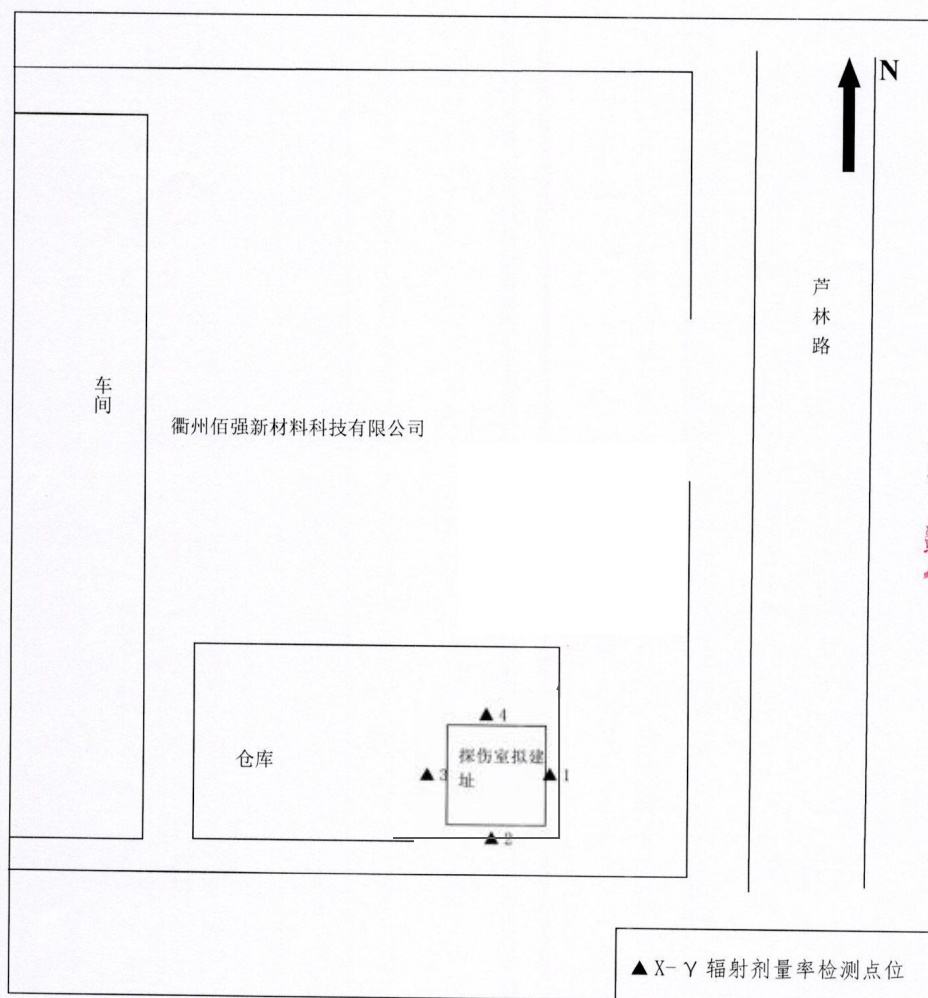 N
芦
林
路
车
间
衢州佰强新材料科技有限公司
▲4
仓库
探伤室拟建
址
▲3
▲1
▲2
▲X-γ 辐射剂量率检测点位